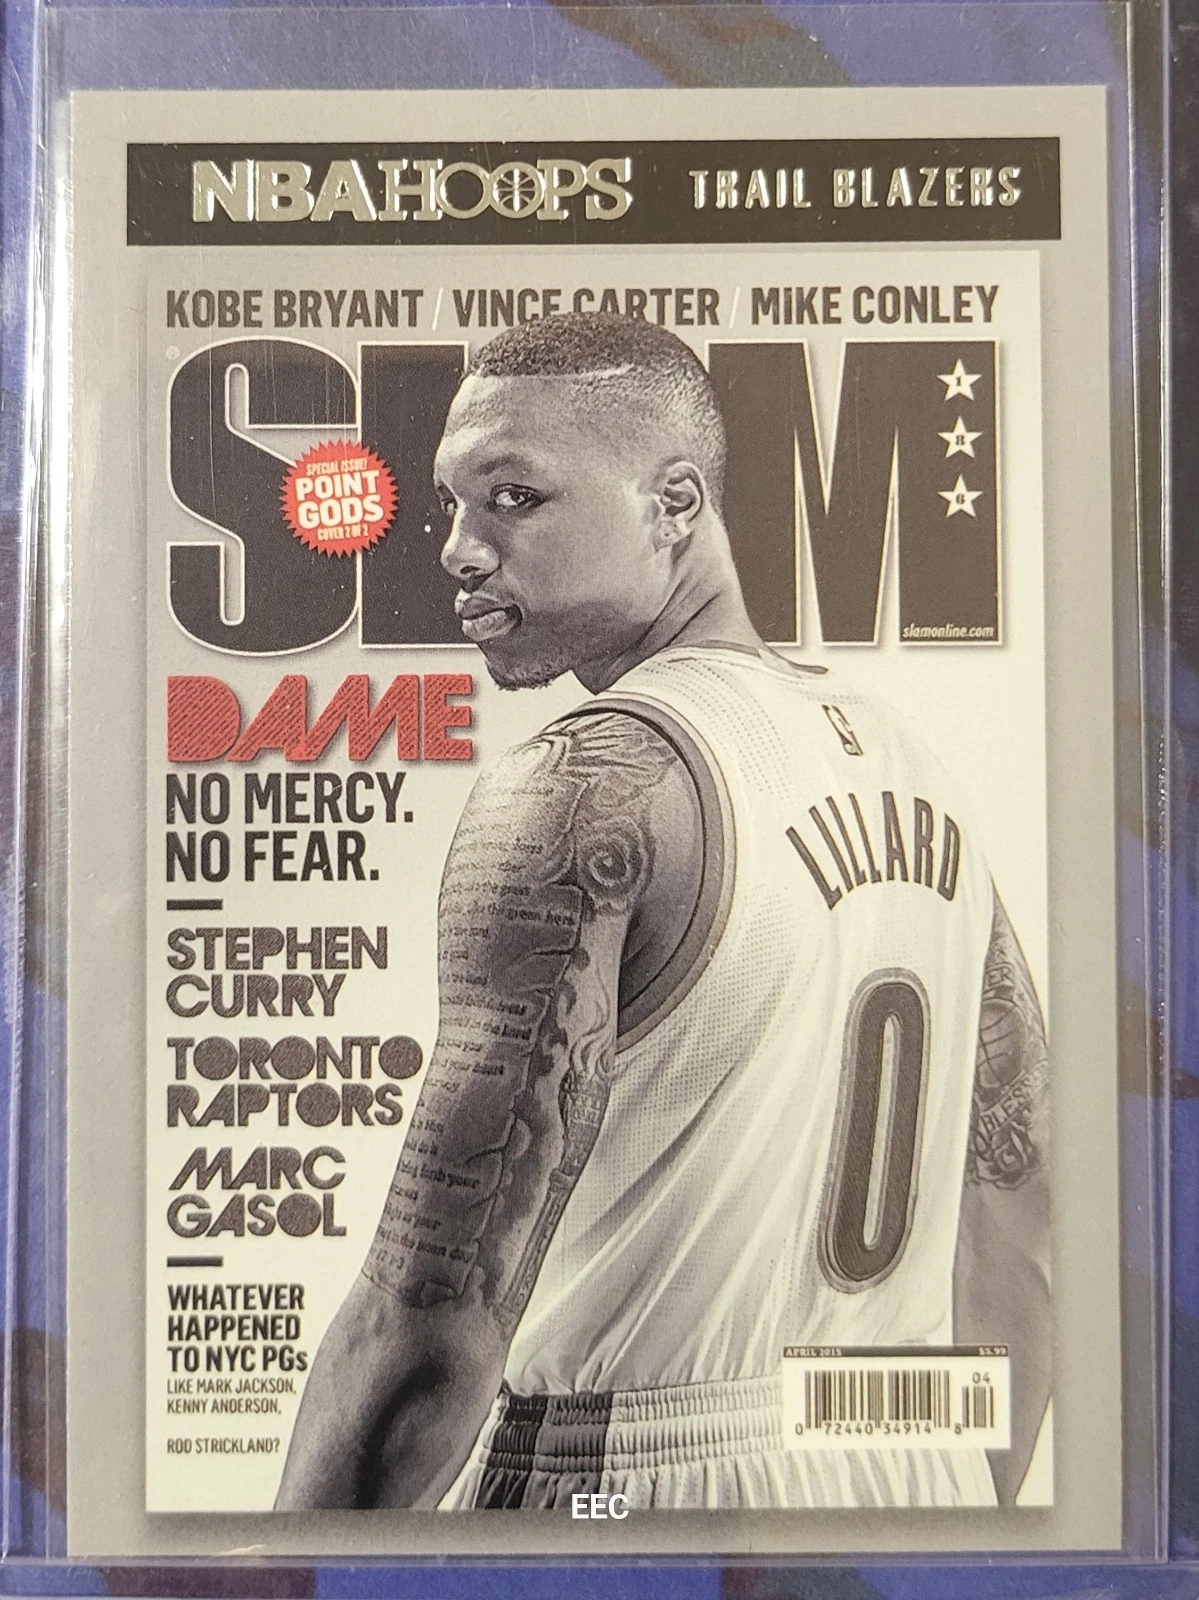 NBA HOOPS TRAIL BLAZERS
KOBE BRYANT / VINCE CARTER / MIKE CONLEY
SLAM
®
1
8
6
SPECIAL ISSUE!
POINT
GODS
COVER 2 OF 2
slamonline.com
DAME
NO MERCY.
NO FEAR.
STEPHEN
CURRY
TORONTO
RAPTORS
MARC
GASOL
WHATEVER
HAPPENED
TO NYC PGs
LIKE MARK JACKSON,
KENNY ANDERSON,
ROD STRICKLAND?
LILLARD
0
APRIL 2015 $5.99
04
0 72440 34914 8
EEC